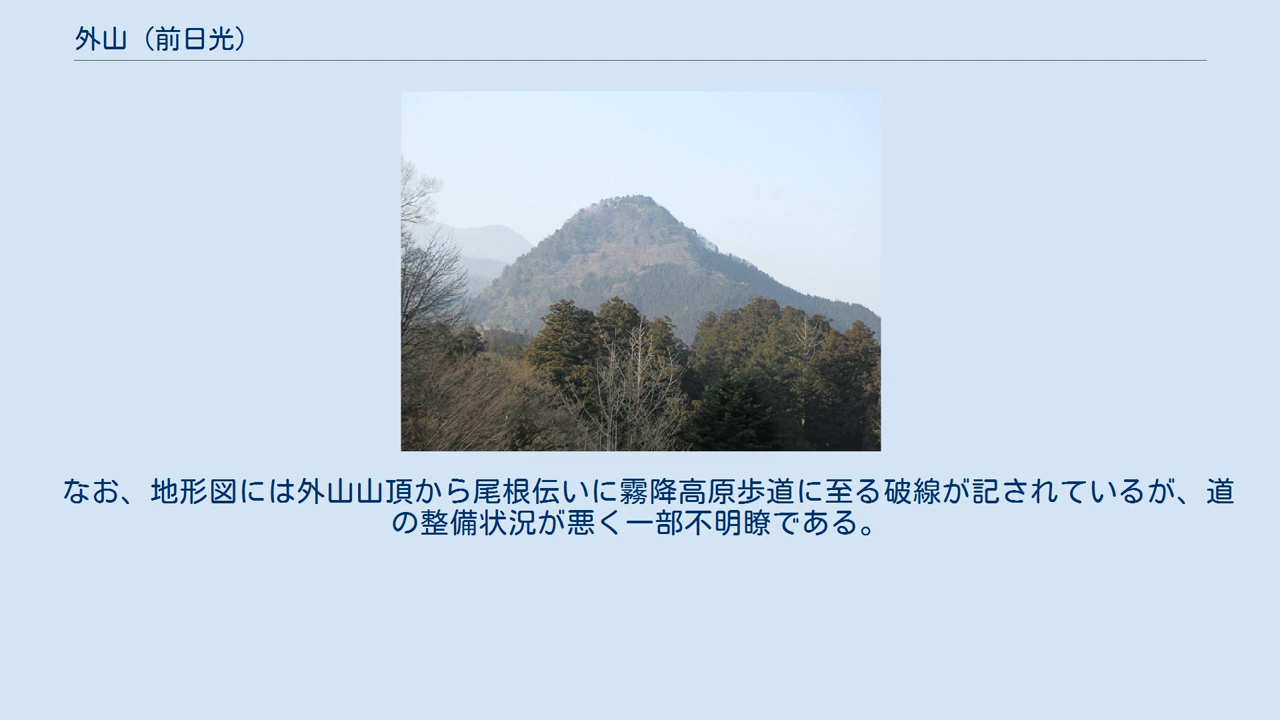 外山（前日光）
なお、地形図には外山山頂から尾根伝いに霧降高原歩道に至る破線が記されているが、道
の整備状況が悪く一部不明瞭である。